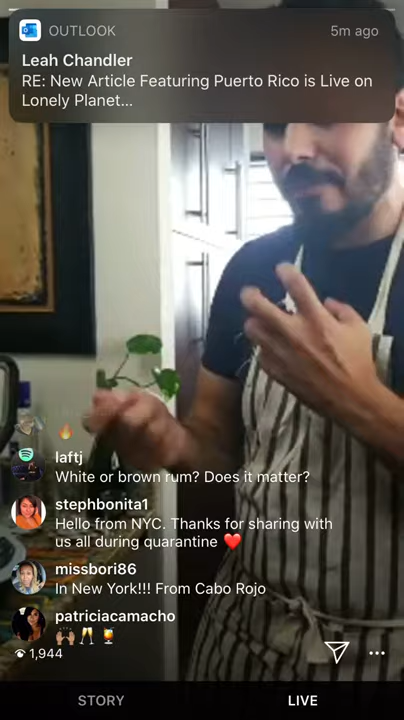 OUTLOOK
5m ago
Leah Chandler
RE: New Article Featuring Puerto Rico is Live on
Lonely Planet...
laftj
White or brown rum? Does it matter?
stephbonita1
Hello from NYC. Thanks for sharing with
us all during quarantine ❤️
missbori86
In New York!!! From Cabo Rojo
patriciacamacho
🙌🏼🥂🍹
1,944
STORY
LIVE